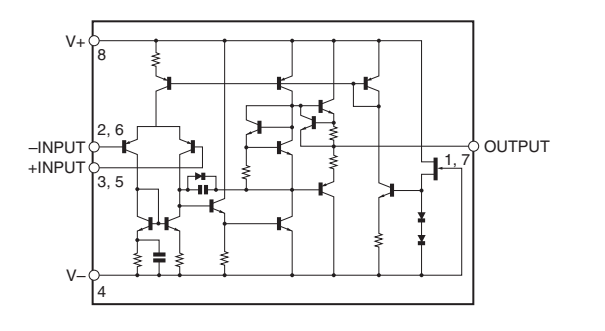 V+
8
2, 6
–INPUT
+INPUT
3, 5
OUTPUT
1, 7
V–
4